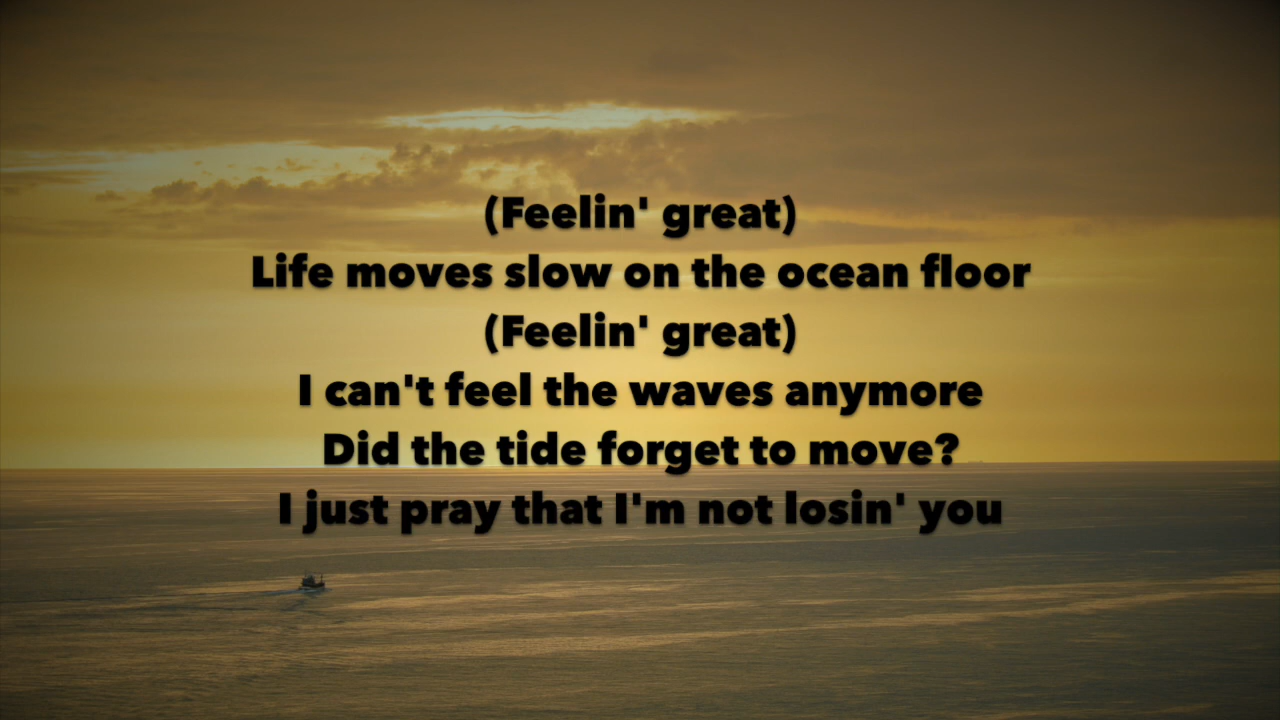 (Feelin' great)
Life moves slow on the ocean floor
(Feelin' great)
I can't feel the waves anymore
Did the tide forget to move?
I just pray that I'm not losin' you